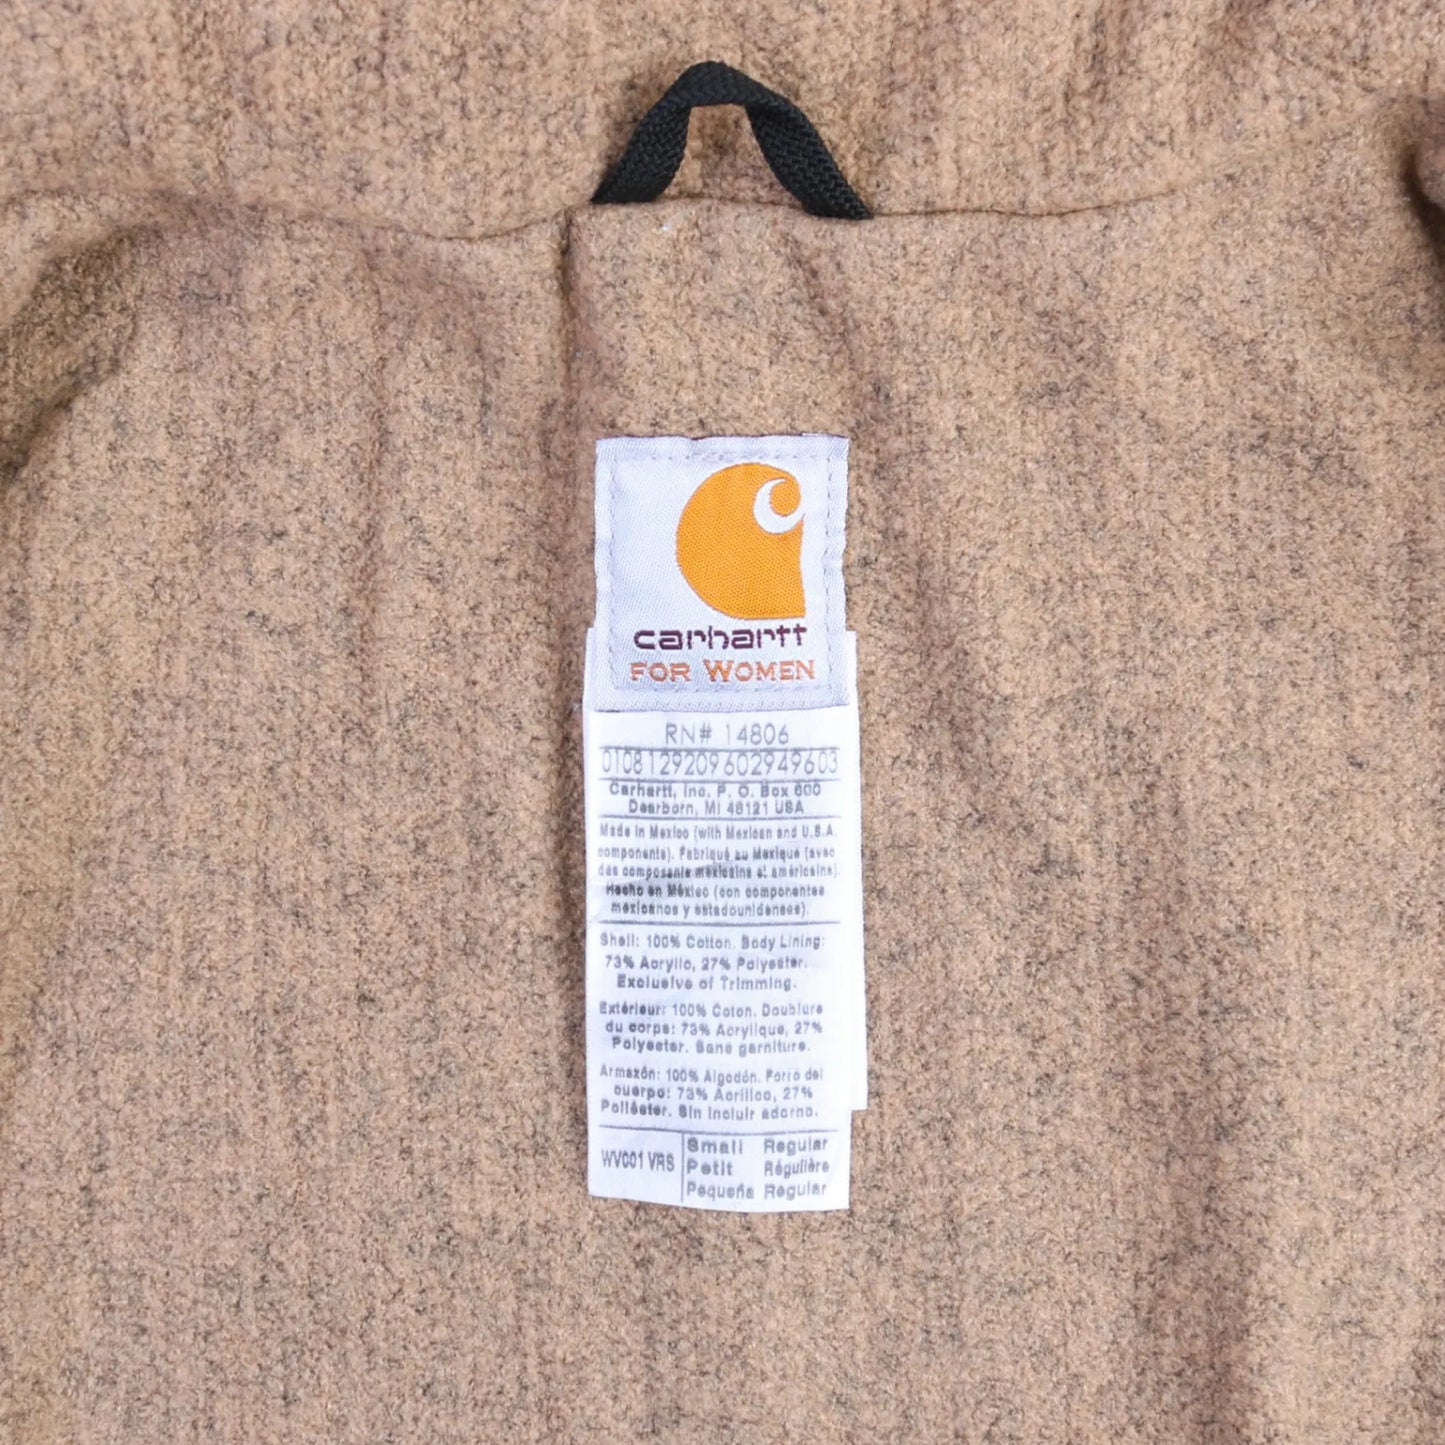 carhartt
FOR WOMEN
RN# 14806
0108129209602949603
Carhartt, Inc. P. O. Box 600
Dearborn, MI 48121 USA
Made in Mexico (with Mexican and U.S.A.
components). Fabriqué au Mexique (avec
des composants mexicains et américains).
Hecho en México (con componentes
mexicanos y estadounidenses).
Shell: 100% Cotton. Body Lining:
73% Acrylic, 27% Polyester.
Exclusive of Trimming.
Extérieur: 100% Coton. Doublure
du corps: 73% Acrylique, 27%
Polyester. Sans garniture.
Armazón: 100% Algodón. Forro del
cuerpo: 73% Acrílico, 27%
Poliéster. Sin incluir adorno.
WVC01 VRS
Small Regular
Petit Régulière
Pequeña Regular